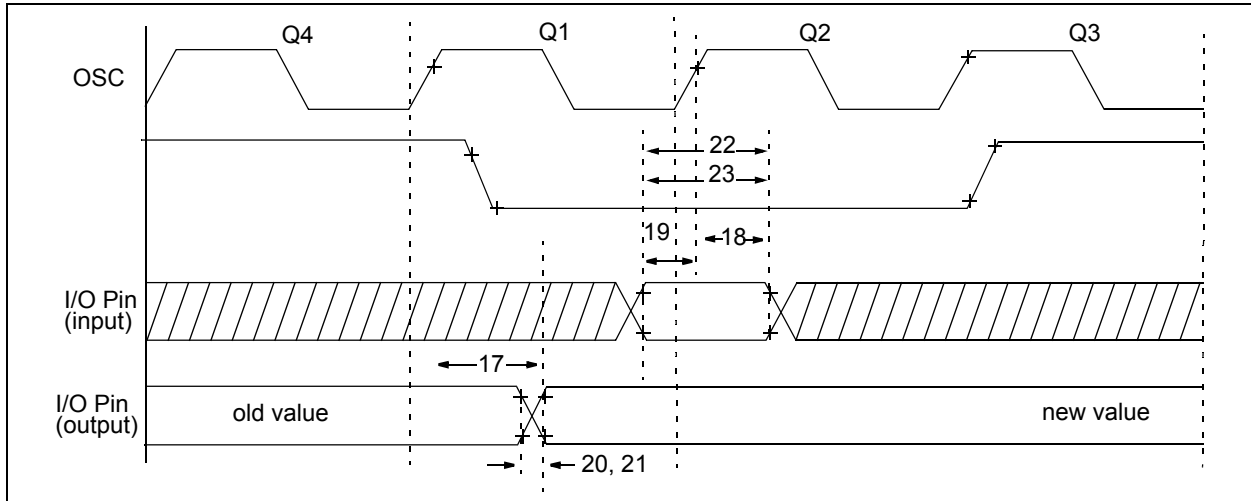 Q4 Q1 Q2 Q3
OSC
22
23
19 18
I/O Pin
(input)
17
I/O Pin
(output)
old value new value
20, 21